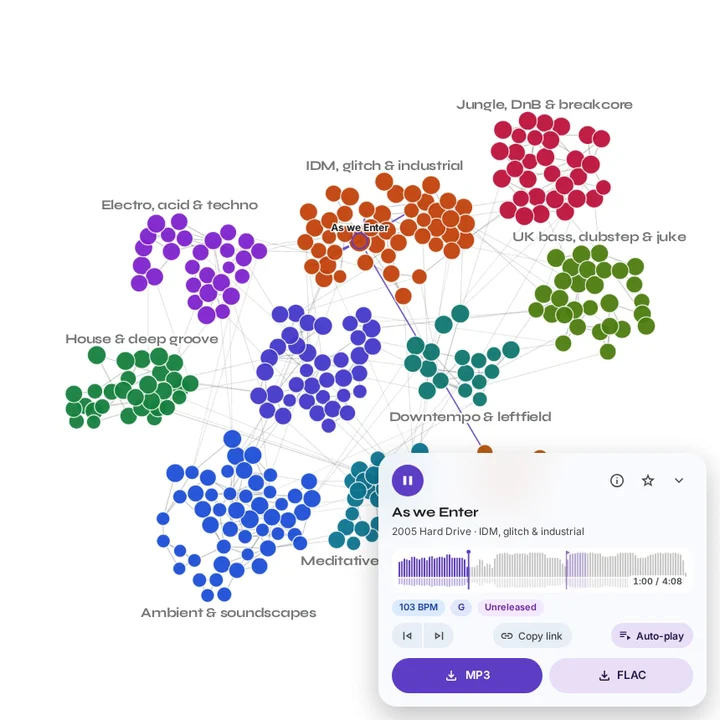 Jungle, DnB & breakcore
IDM, glitch & industrial
Electro, acid & techno
As we Enter
UK bass, dubstep & juke
House & deep groove
Downtempo & leftfield
Meditative
Ambient & soundscapes
As we Enter
2005 Hard Drive · IDM, glitch & industrial
1:00 / 4:08
103 BPM
G
Unreleased
Copy link
Auto-play
MP3
FLAC